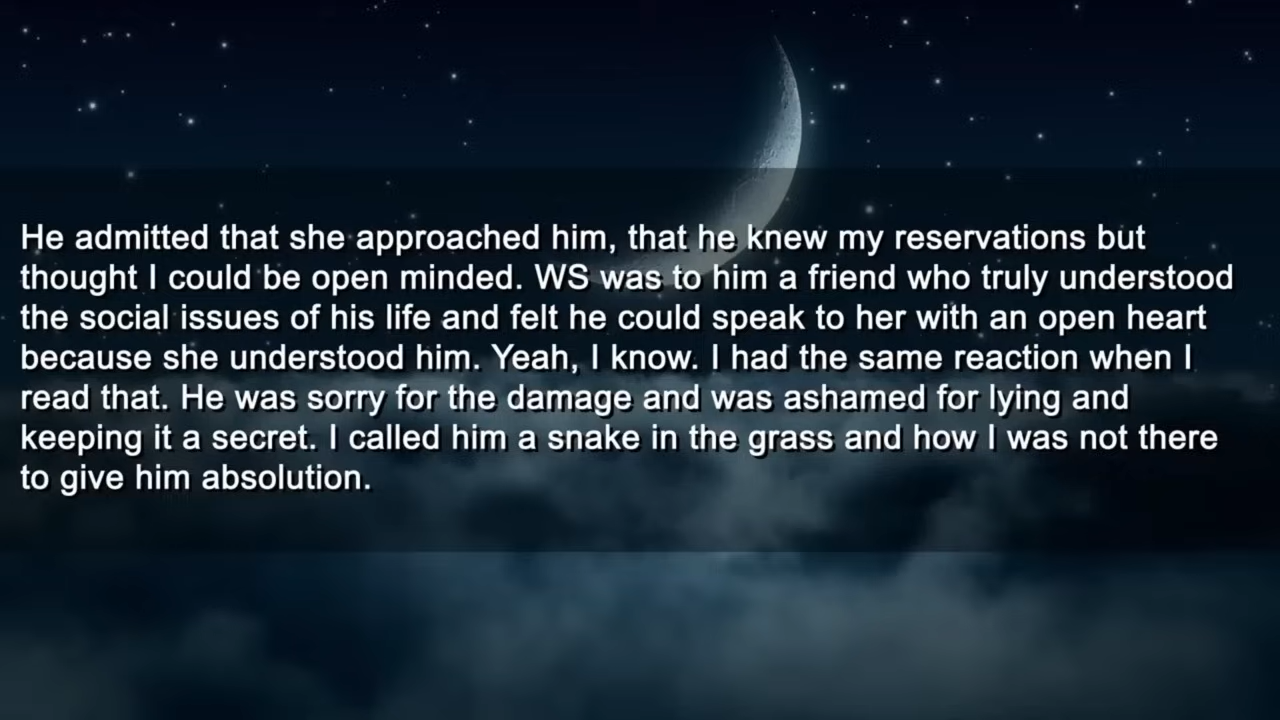 He admitted that she approached him, that he knew my reservations but
thought I could be open minded. WS was to him a friend who truly understood
the social issues of his life and felt he could speak to her with an open heart
because she understood him. Yeah, I know. I had the same reaction when I
read that. He was sorry for the damage and was ashamed for lying and
keeping it a secret. I called him a snake in the grass and how I was not there
to give him absolution.